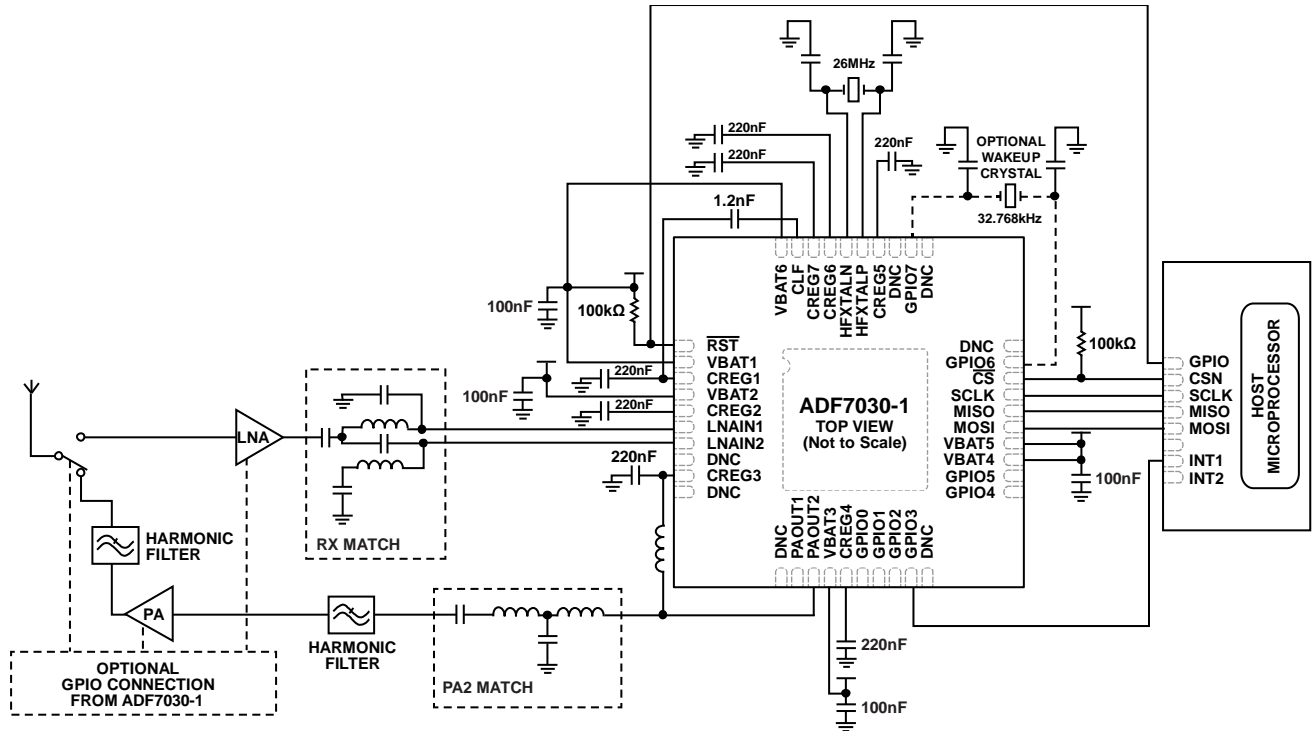 26MHz
220nF
220nF
220nF
OPTIONAL
WAKEUP
CRYSTAL
32.768kHz
1.2nF
VBAT6
CLF
CREG7
CREG6
HFXTALN
HFXTALP
CREG5
DNC
GPIO7
DNC
100nF
100kΩ
RST
VBAT1
CREG1
VBAT2
CREG2
LNAIN1
LNAIN2
DNC
CREG3
DNC
220nF
100nF
220nF
220nF
ADF7030-1
TOP VIEW
(Not to Scale)
DNC
GPIO6
CS
SCLK
MISO
MOSI
VBAT5
VBAT4
GPIO5
GPIO4
100kΩ
100nF
GPIO
CSN
SCLK
MISO
MOSI
INT1
INT2
HOST
MICROPROCESSOR
LNA
RX MATCH
HARMONIC
FILTER
PA
HARMONIC
FILTER
PA2 MATCH
OPTIONAL
GPIO CONNECTION
FROM ADF7030-1
DNC
PAOUT1
PAOUT2
VBAT3
CREG4
GPIO0
GPIO1
GPIO2
GPIO3
DNC
220nF
100nF